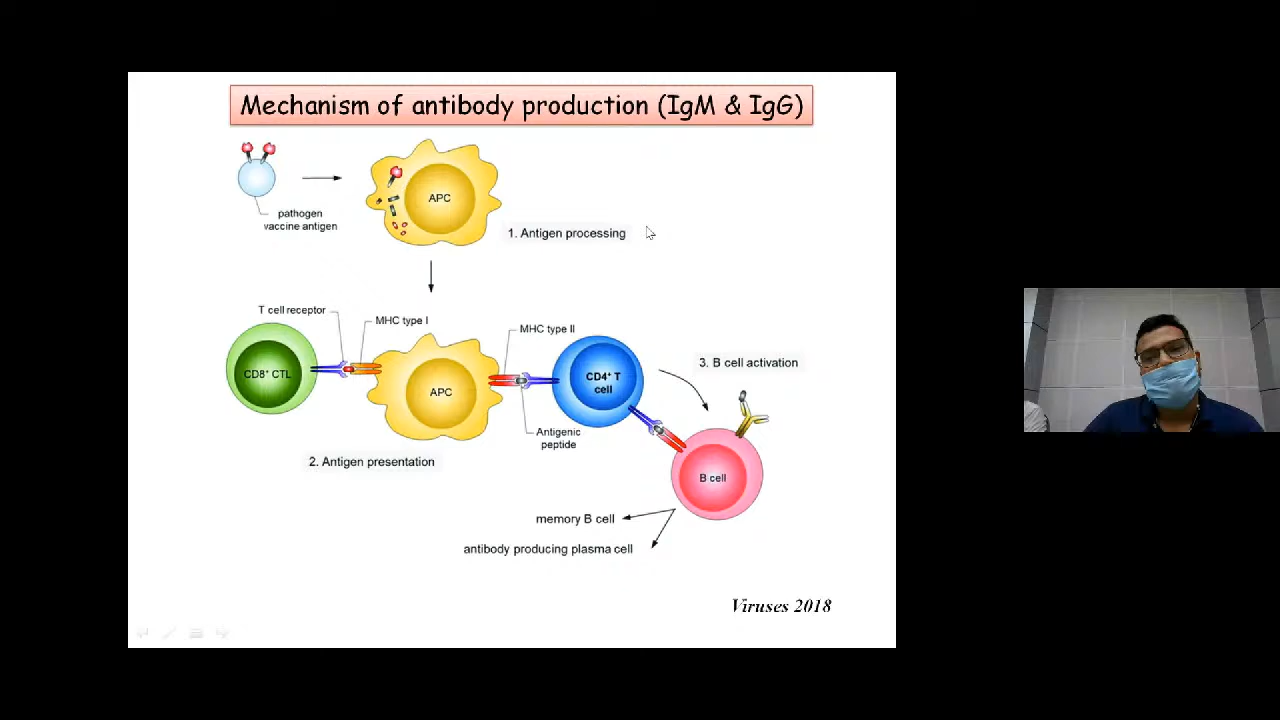 Mechanism of antibody production (IgM & IgG)
pathogen
vaccine antigen
APC
1. Antigen processing
T cell receptor
MHC type I
MHC type II
CD8⁺ CTL
APC
CD4⁺ T
cell
3. B cell activation
Antigenic
peptide
2. Antigen presentation
B cell
memory B cell
antibody producing plasma cell
Viruses 2018